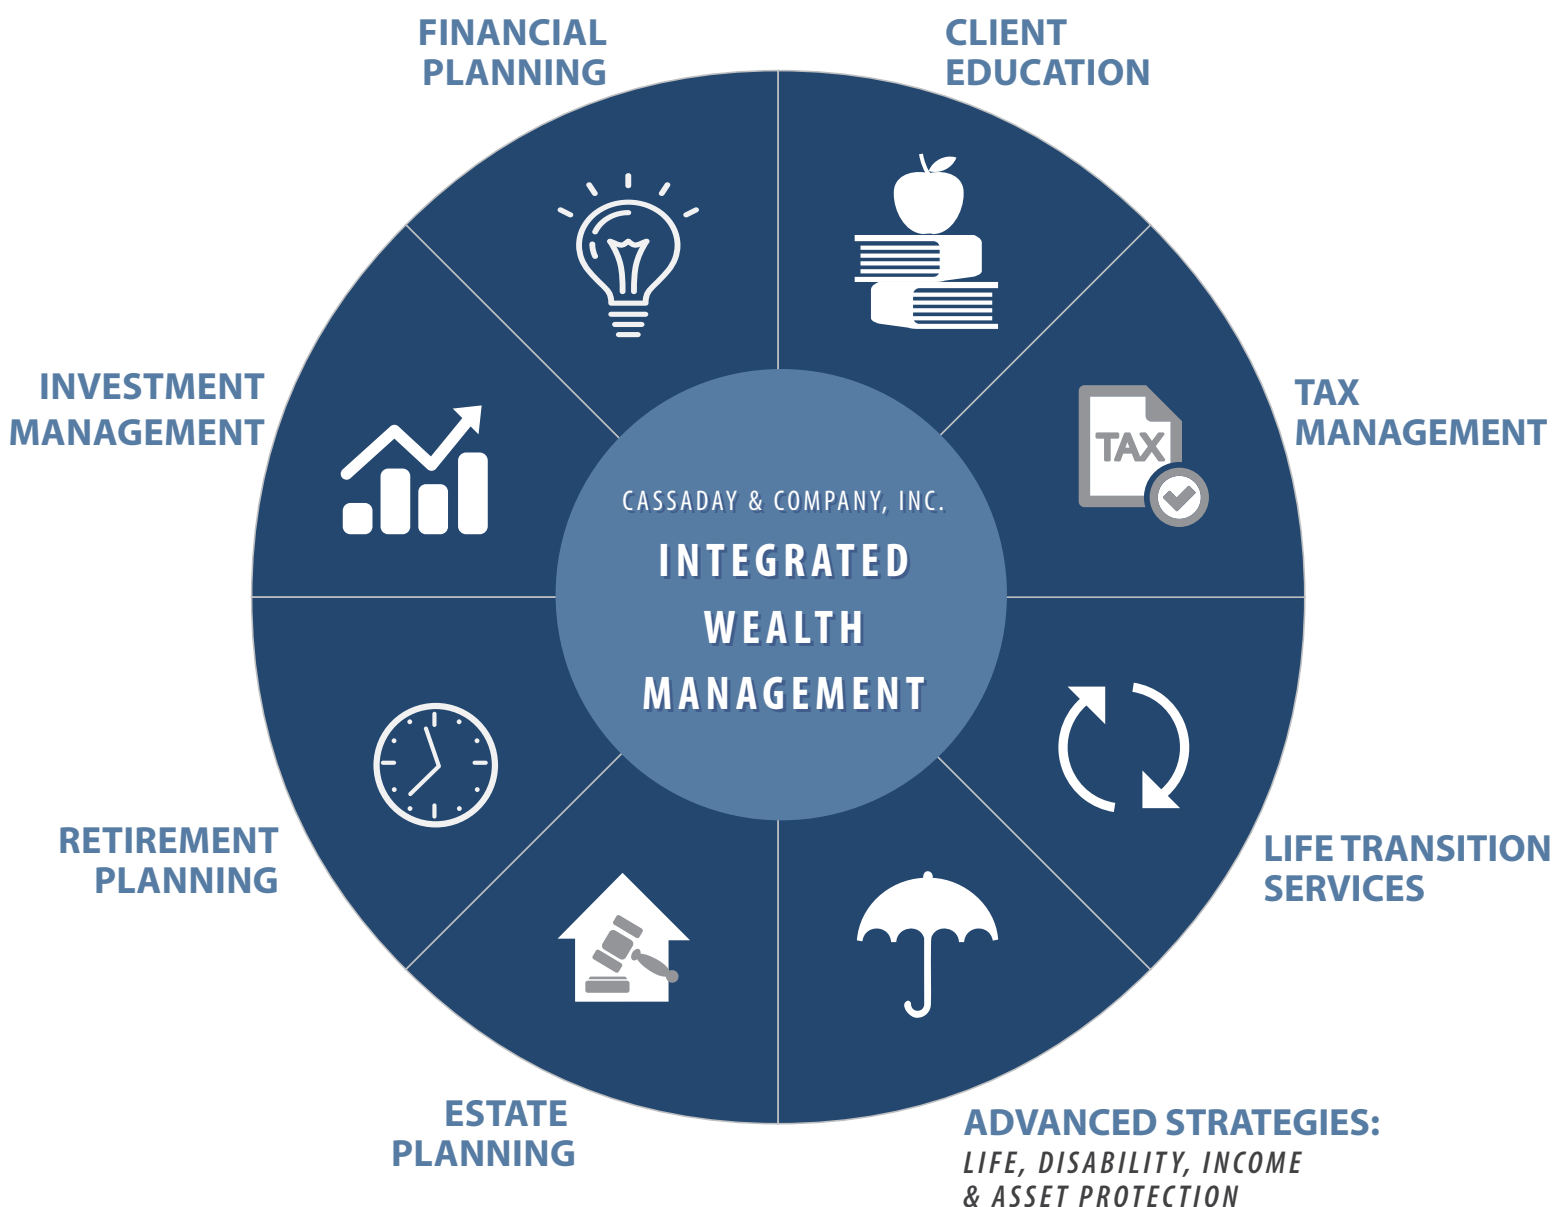 FINANCIAL
PLANNING
CLIENT
EDUCATION
INVESTMENT
MANAGEMENT
TAX
MANAGEMENT
TAX
CASSADAY & COMPANY, INC.
INTEGRATED
WEALTH
MANAGEMENT
RETIREMENT
PLANNING
LIFE TRANSITION
SERVICES
ESTATE
PLANNING
ADVANCED STRATEGIES:
LIFE, DISABILITY, INCOME
& ASSET PROTECTION